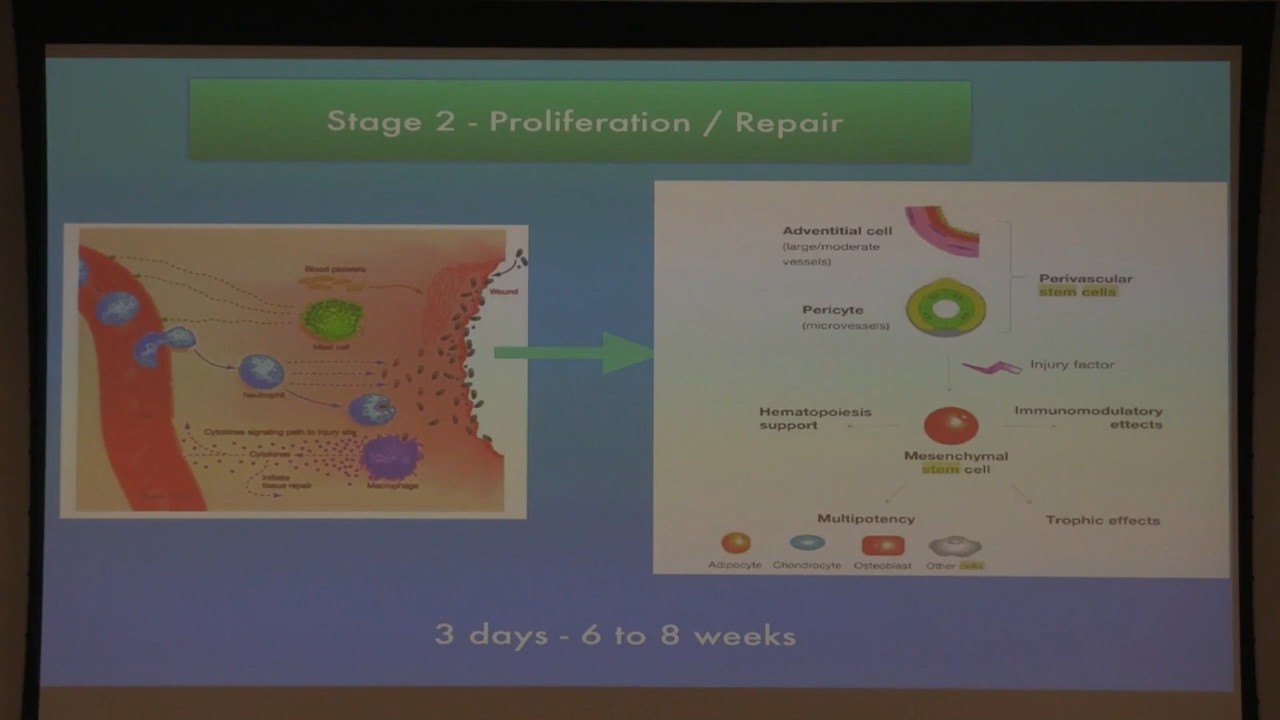 Stage 2 - Proliferation / Repair
Blood platelets
Wound
Mast cell
Neutrophil
Cytokines signaling path to injury site
Cytokines
Initiate
tissue repair
Macrophage
Adventitial cell
(large/moderate
vessels)
Pericyte
(microvessels)
Perivascular
stem cells
Injury factor
Hematopoiesis
support
Immunomodulatory
effects
Mesenchymal
stem cell
Multipotency
Trophic effects
Adipocyte
Chondrocyte
Osteoblast
Other cells
3 days - 6 to 8 weeks